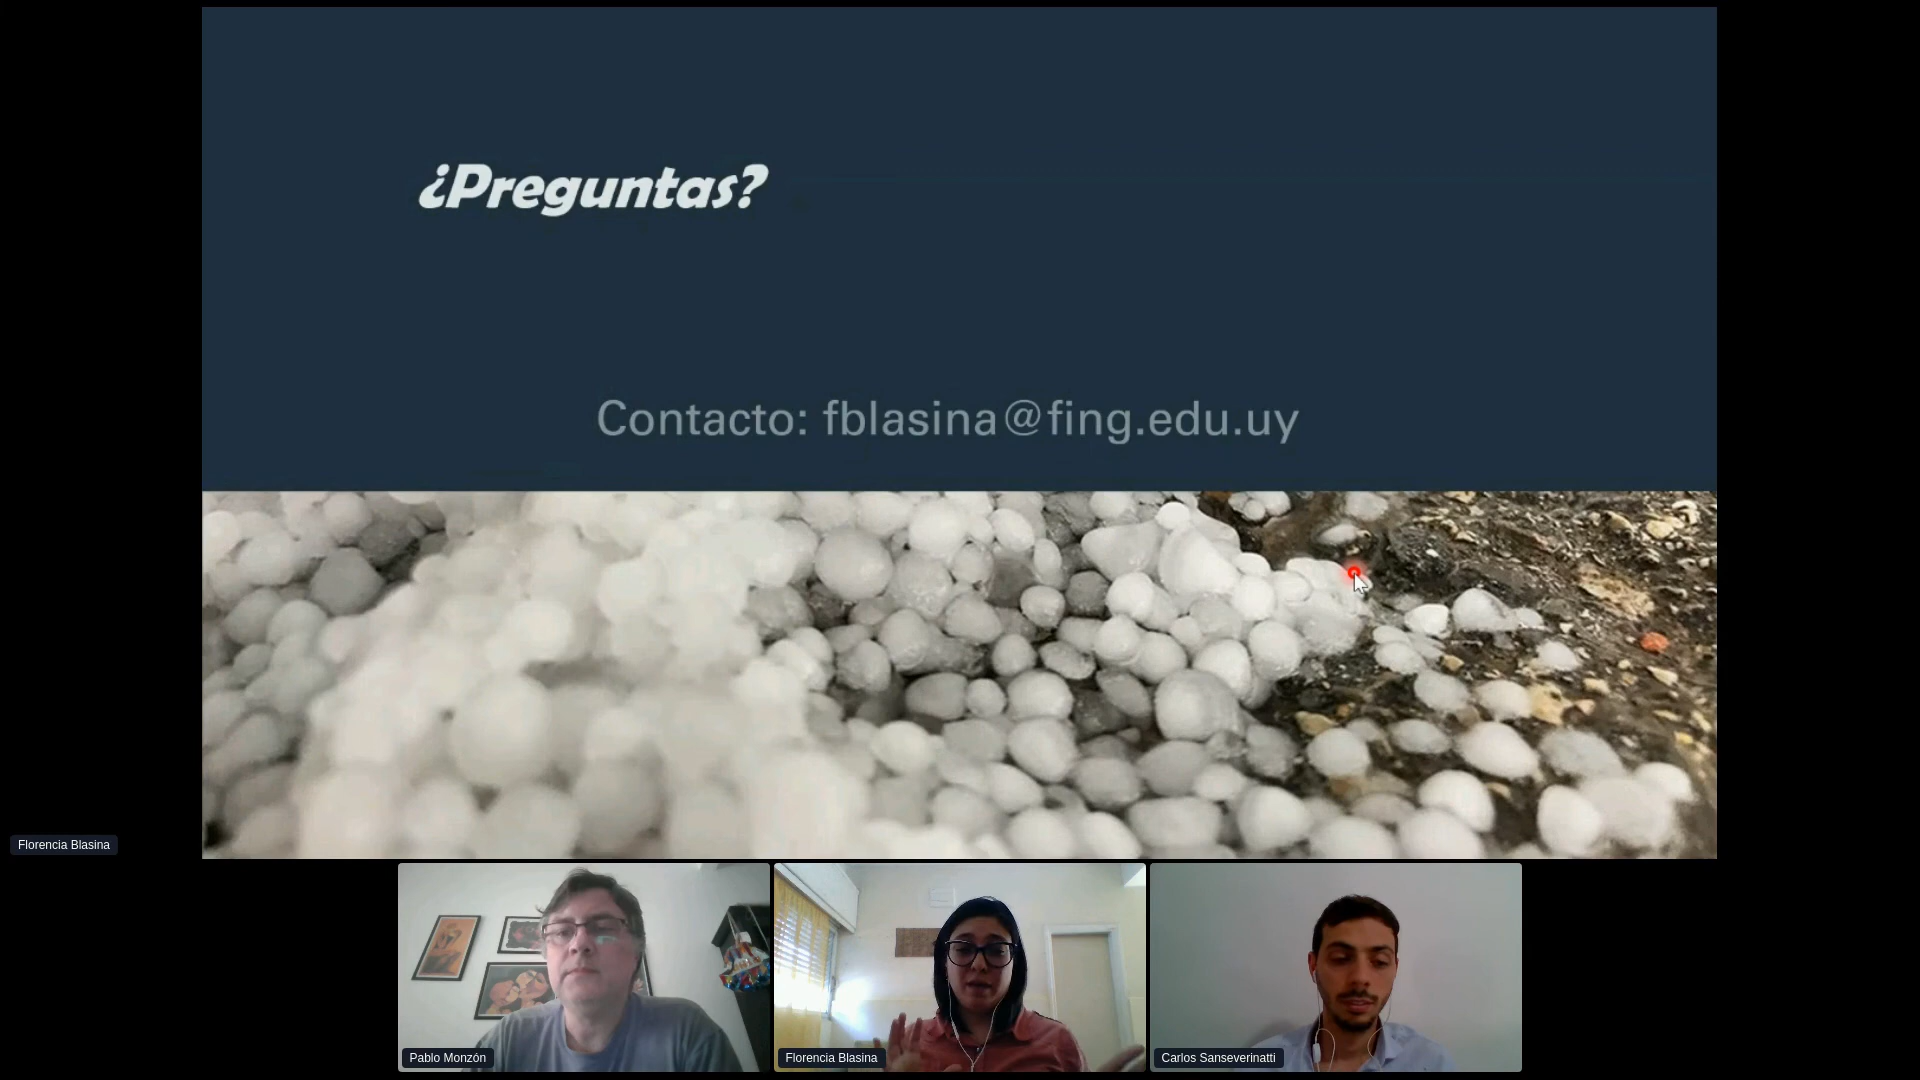 ¿Preguntas?
Contacto: fblasina@fing.edu.uy
Florencia Blasina
Pablo Monzón
Florencia Blasina
Carlos Sanseverinatti